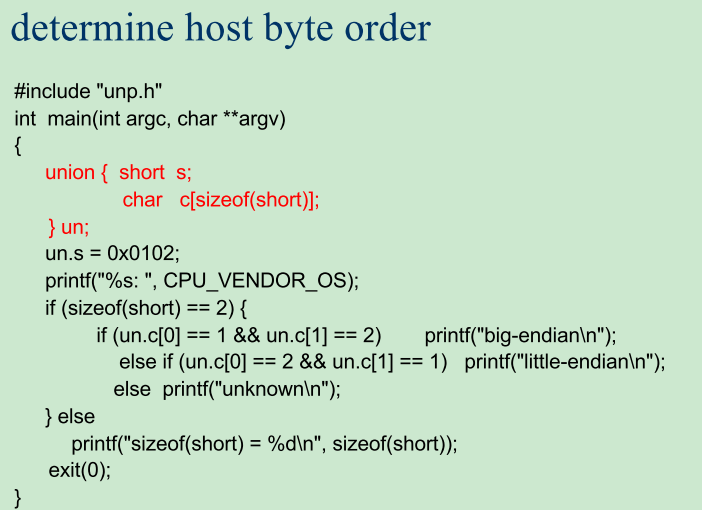 determine host byte order
#include "unp.h"
int main(int argc, char **argv)
{
union { short s;
char c[sizeof(short)];
} un;
un.s = 0x0102;
printf("%s: ", CPU_VENDOR_OS);
if (sizeof(short) == 2) {
if (un.c[0] == 1 && un.c[1] == 2) printf("big-endian\n");
else if (un.c[0] == 2 && un.c[1] == 1) printf("little-endian\n");
else printf("unknown\n");
} else
printf("sizeof(short) = %d\n", sizeof(short));
exit(0);
}